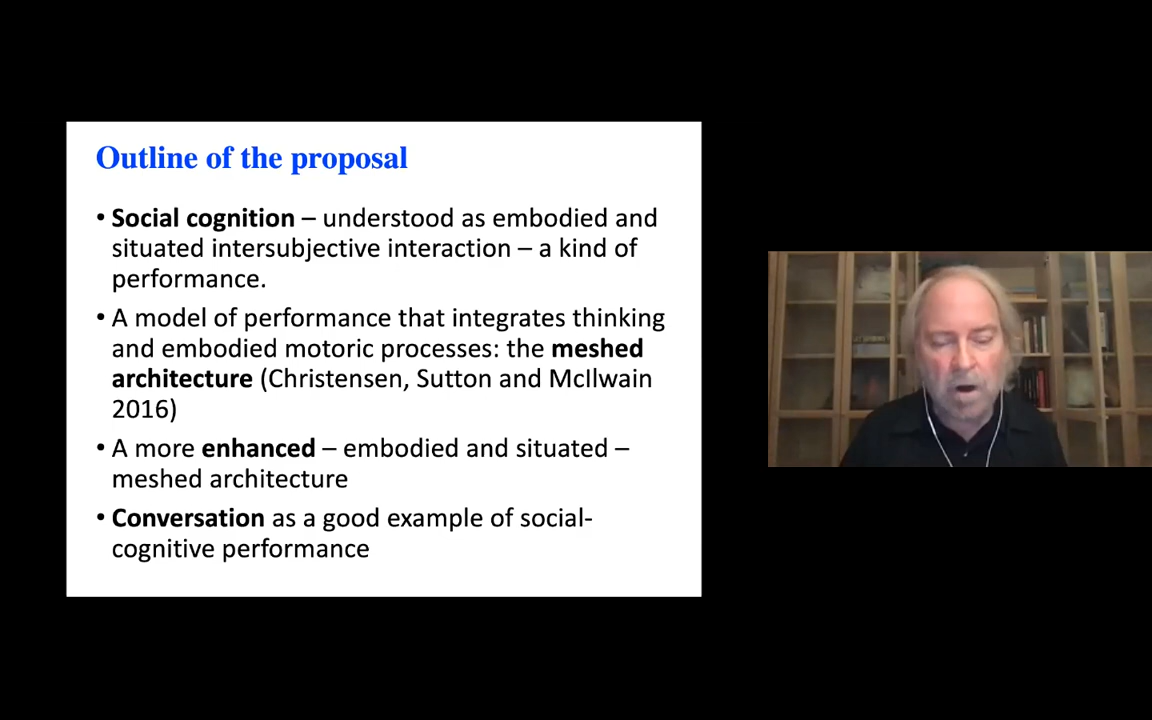 Outline of the proposal
• Social cognition – understood as embodied and
situated intersubjective interaction – a kind of
performance.
• A model of performance that integrates thinking
and embodied motoric processes: the meshed
architecture (Christensen, Sutton and McIlwain
2016)
• A more enhanced – embodied and situated –
meshed architecture
• Conversation as a good example of social-
cognitive performance